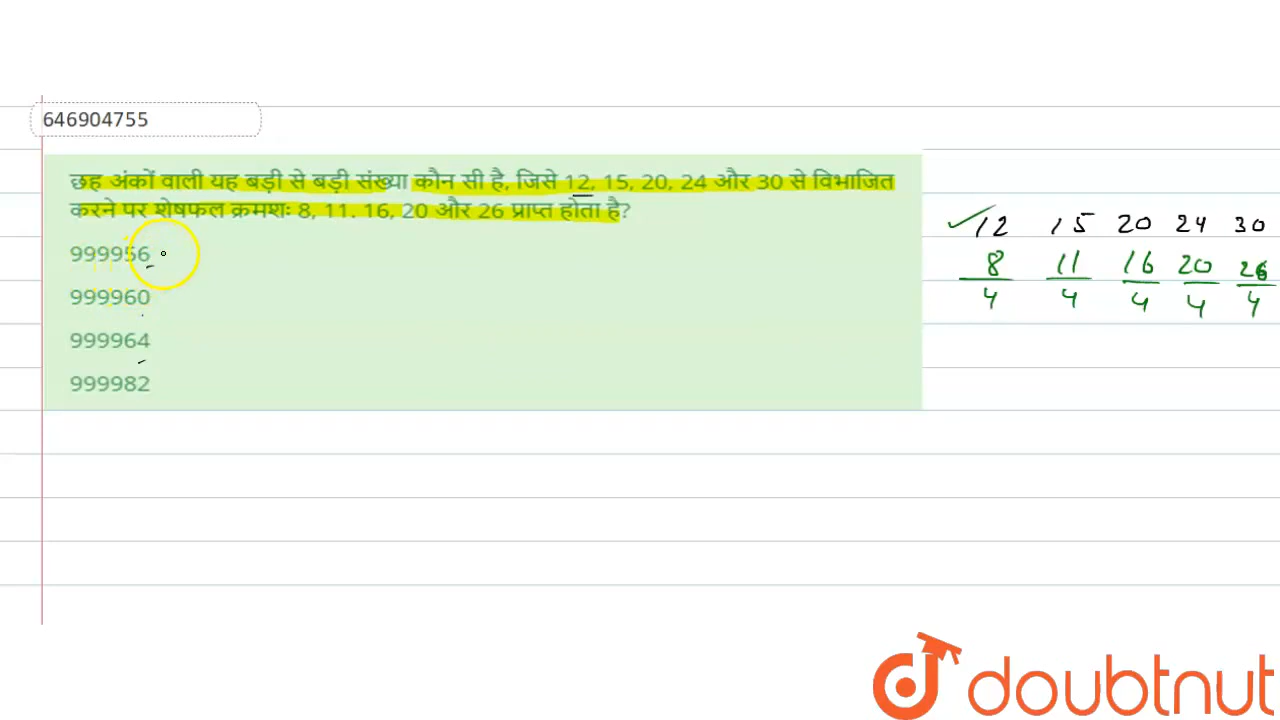 646904755
छह अंकों वाली यह बड़ी से बड़ी संख्या कौन सी है, जिसे 12, 15, 20, 24 और 30 से विभाजित
करने पर शेषफल क्रमशः 8, 11. 16, 20 और 26 प्राप्त होता है?
999956
999960
999964
999982
12 15 20 24 30
8 11 16 20 26
4 4 4 4 4
doubtnut